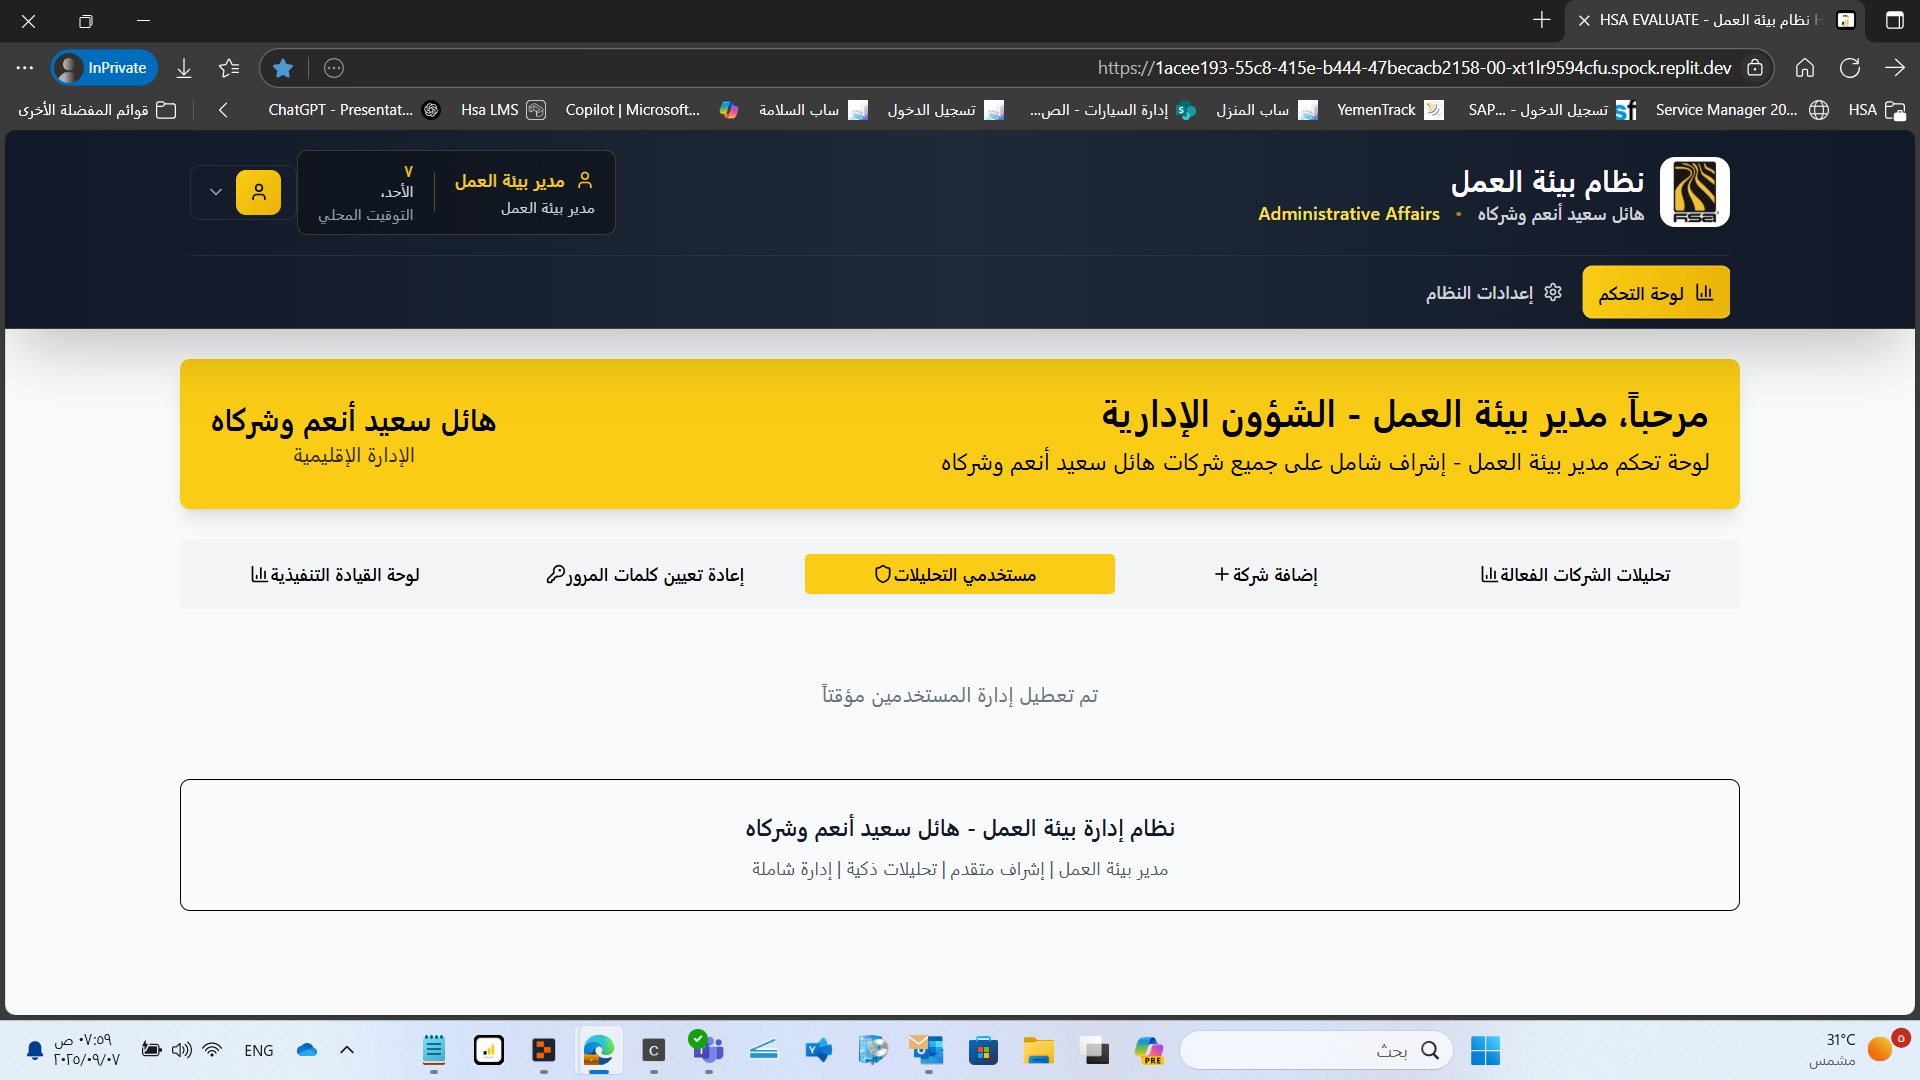 HSA EVALUATE - نظام بيئة العمل
InPrivate
https://1acee193-55c8-415e-b444-47becacb2158-00-xt1lr9594cfu.spock.replit.dev
HSA
Service Manager 20...
تسجيل الدخول - SAP...
YemenTrack
ساب المنزل
إدارة السيارات - الص...
تسجيل الدخول
ساب السلامة
Copilot | Microsoft...
Hsa LMS
ChatGPT - Presentat...
قوائم المفضلة الأخرى
HSA
نظام بيئة العمل
هائل سعيد أنعم وشركاه • Administrative Affairs
مدير بيئة العمل
مدير بيئة العمل
٧
الأحد،
التوقيت المحلي
لوحة التحكم
إعدادات النظام
مرحباً، مدير بيئة العمل - الشؤون الإدارية
لوحة تحكم مدير بيئة العمل - إشراف شامل على جميع شركات هائل سعيد أنعم وشركاه
هائل سعيد أنعم وشركاه
الإدارة الإقليمية
تحليلات الشركات الفعالة
إضافة شركة
مستخدمي التحليلات
إعادة تعيين كلمات المرور
لوحة القيادة التنفيذية
تم تعطيل إدارة المستخدمين مؤقتاً
نظام إدارة بيئة العمل - هائل سعيد أنعم وشركاه
مدير بيئة العمل | إشراف متقدم | تحليلات ذكية | إدارة شاملة
31°C
مشمس
بحث
PRE
C
ENG
٠٧:٥٩ ص
٢٠٢٥/٠٩/٠٧